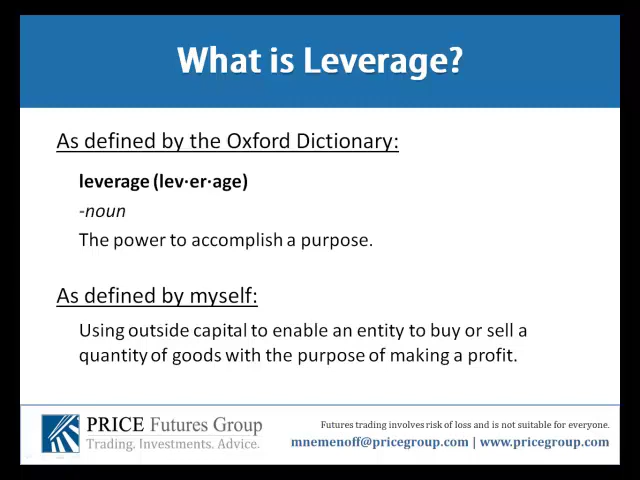 What is Leverage?
As defined by the Oxford Dictionary:
leverage (lev·er·age)
-noun
The power to accomplish a purpose.
As defined by myself:
Using outside capital to enable an entity to buy or sell a
quantity of goods with the purpose of making a profit.
PRICE Futures Group
Trading. Investments. Advice.
Futures trading involves risk of loss and is not suitable for everyone.
mnemenoff@pricegroup.com | www.pricegroup.com